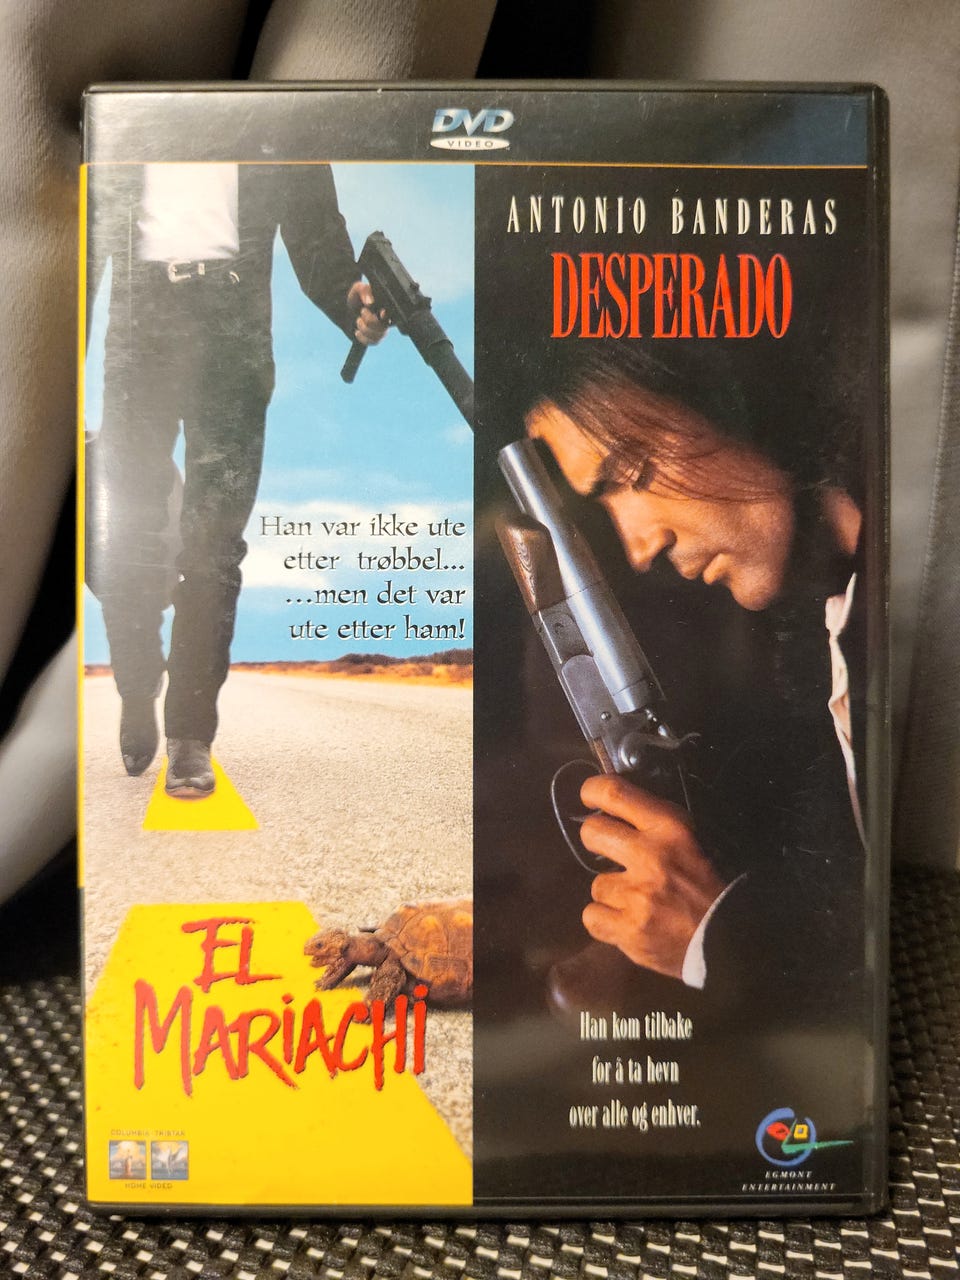 DVD
VIDEO
Han var ikke ute
etter trøbbel...
...men det var
ute etter ham!
EL
MARIACHI
COLUMBIA TRISTAR
HOME VIDEO
ANTONIO BANDERAS
DESPERADO
Han kom tilbake
for å ta hevn
over alle og enhver.
EGMONT
ENTERTAINMENT